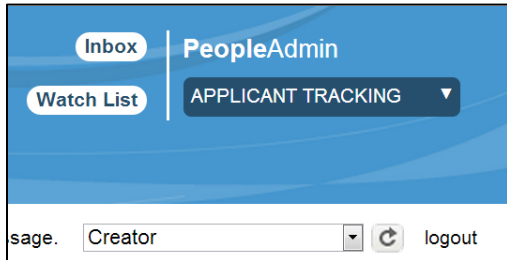 Inbox
PeopleAdmin
Watch List
APPLICANT TRACKING
ssage.
Creator
logout